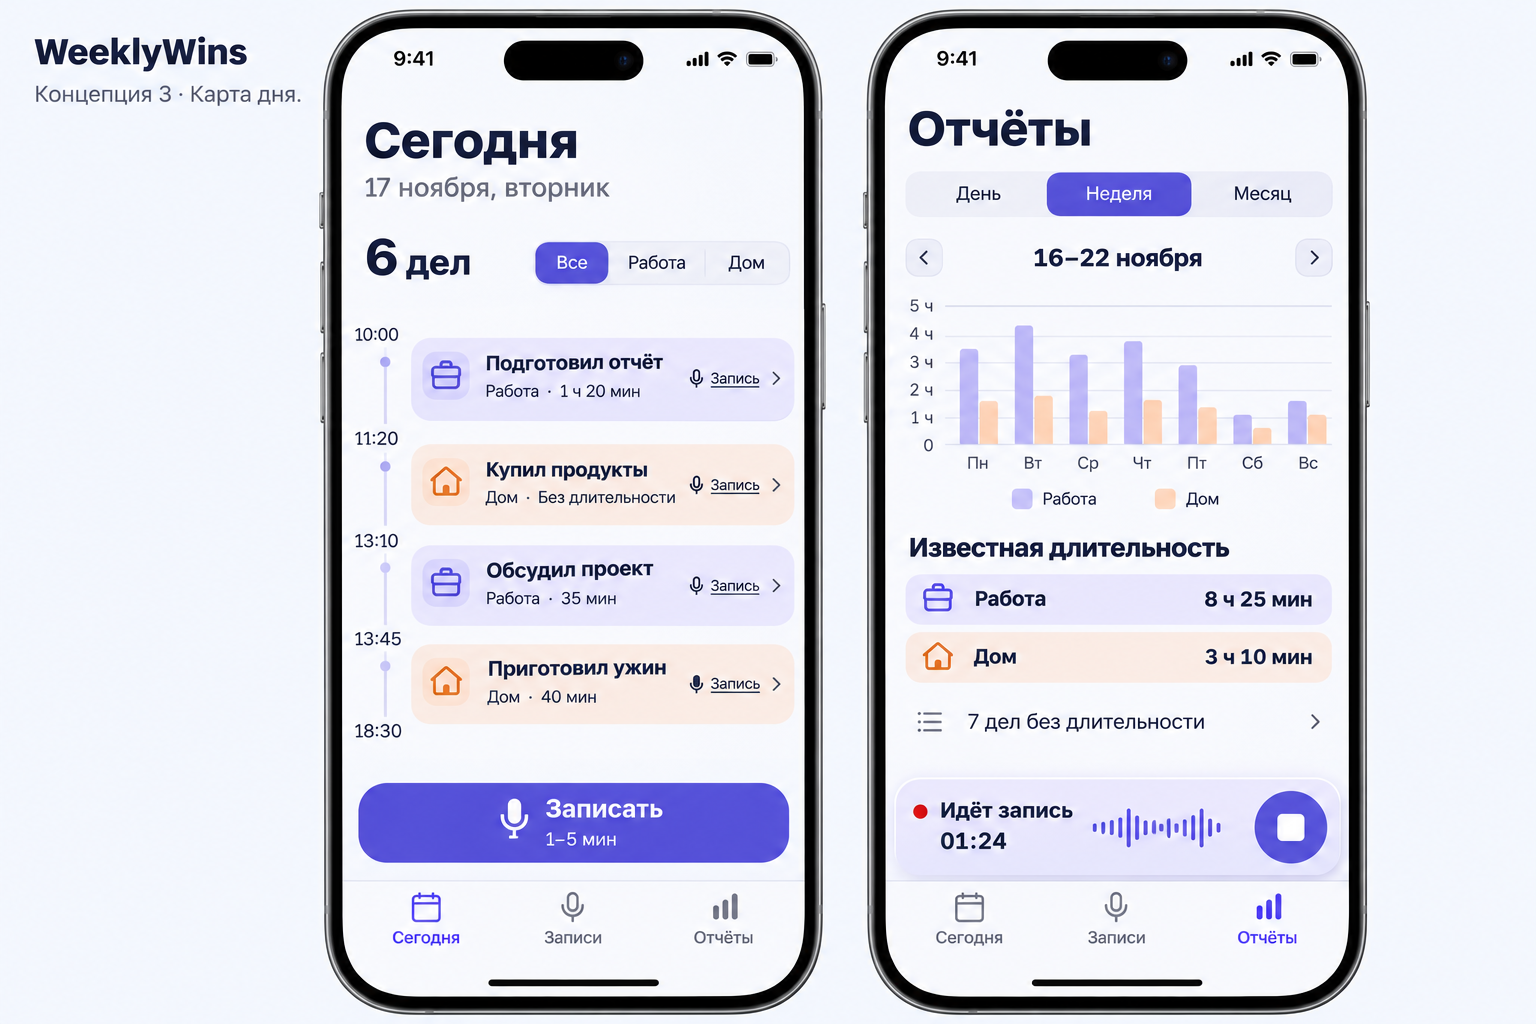 WeeklyWins
Концепция 3 · Карта дня.
9:41
Сегодня
17 ноября, вторник
6 дел
Все Работа Дом
10:00
Подготовил отчёт
Работа · 1 ч 20 мин
Запись
11:20
Купил продукты
Дом · Без длительности
Запись
13:10
Обсудил проект
Работа · 35 мин
Запись
13:45
Приготовил ужин
Дом · 40 мин
Запись
18:30
Записать
1–5 мин
Сегодня Записи Отчёты
9:41
Отчёты
День Неделя Месяц
16–22 ноября
5 ч
4 ч
3 ч
2 ч
1 ч
0
Пн Вт Ср Чт Пт Сб Вс
Работа Дом
Известная длительность
Работа 8 ч 25 мин
Дом 3 ч 10 мин
7 дел без длительности
Идёт запись
01:24
Сегодня Записи Отчёты